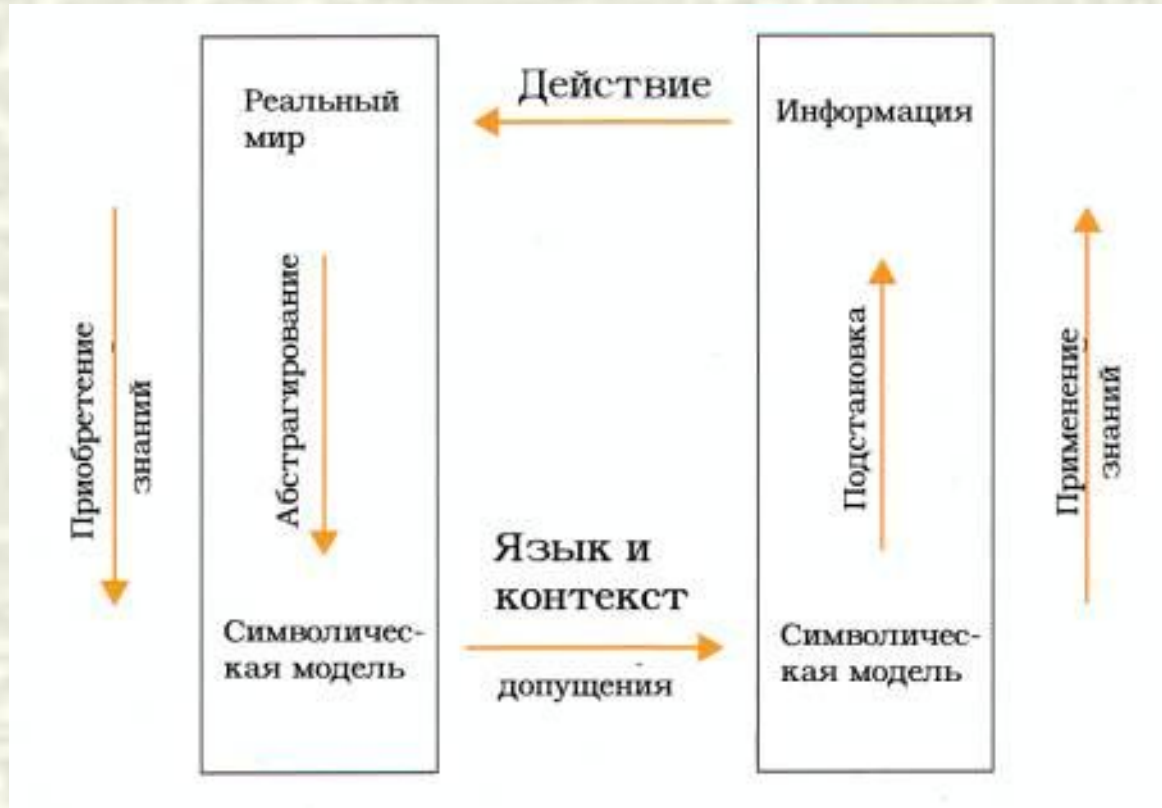 Действие
Реальный
мир
Информация
Приобретение
знаний
Абстрагирование
Подстановка
Применение
знаний
Язык и
контекст
допущения
Символичес-
кая модель
Символичес-
кая модель